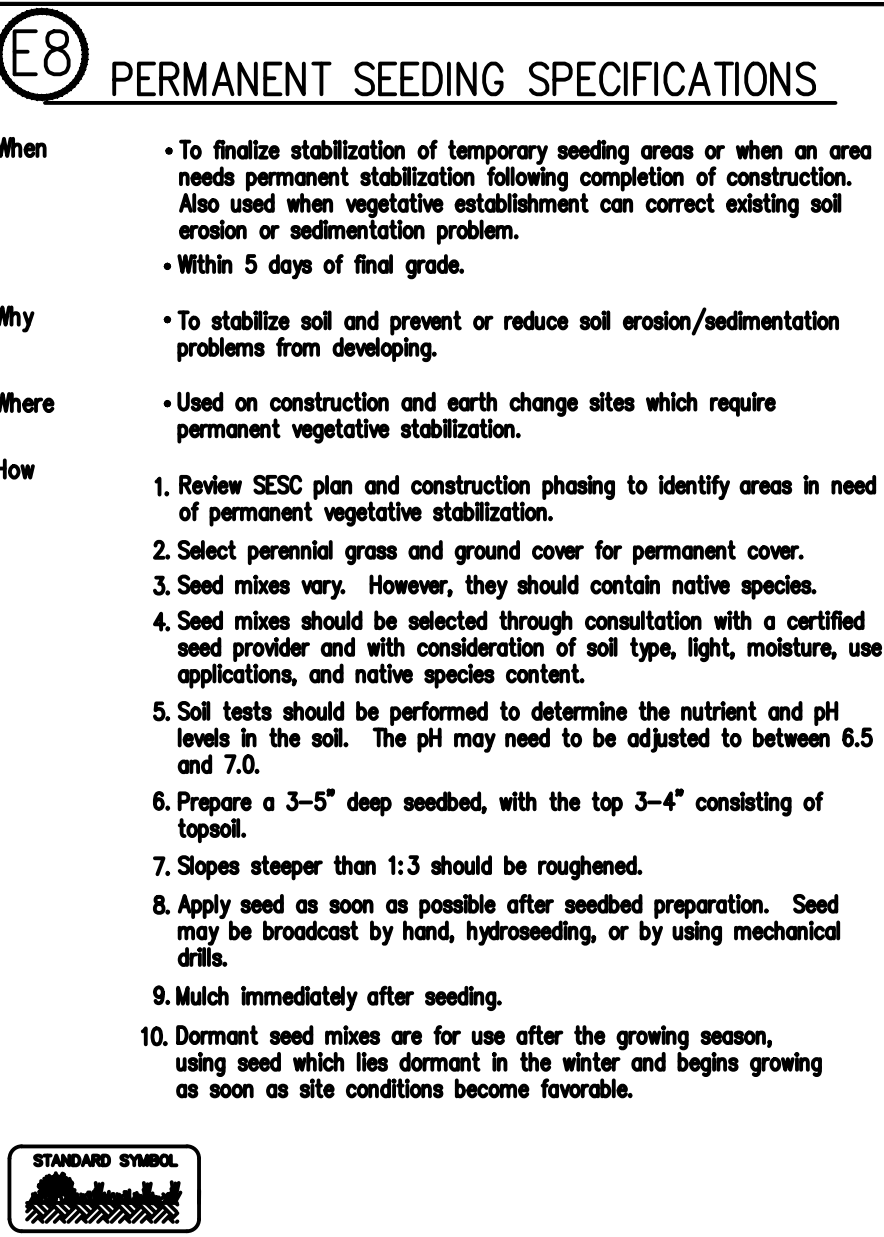 E8
PERMANENT SEEDING SPECIFICATIONS
When
• To finalize stabilization of temporary seeding areas or when an area
needs permanent stabilization following completion of construction.
Also used when vegetative establishment can correct existing soil
erosion or sedimentation problem.
• Within 5 days of final grade.
Why
• To stabilize soil and prevent or reduce soil erosion/sedimentation
problems from developing.
Where
• Used on construction and earth change sites which require
permanent vegetative stabilization.
How
1. Review SESC plan and construction phasing to identify areas in need
of permanent vegetative stabilization.
2. Select perennial grass and ground cover for permanent cover.
3. Seed mixes vary. However, they should contain native species.
4. Seed mixes should be selected through consultation with a certified
seed provider and with consideration of soil type, light, moisture, use
applications, and native species content.
5. Soil tests should be performed to determine the nutrient and pH
levels in the soil. The pH may need to be adjusted to between 6.5
and 7.0.
6. Prepare a 3–5" deep seedbed, with the top 3–4" consisting of
topsoil.
7. Slopes steeper than 1:3 should be roughened.
8. Apply seed as soon as possible after seedbed preparation. Seed
may be broadcast by hand, hydroseeding, or by using mechanical
drills.
9. Mulch immediately after seeding.
10. Dormant seed mixes are for use after the growing season,
using seed which lies dormant in the winter and begins growing
as soon as site conditions become favorable.
STANDARD SYMBOL